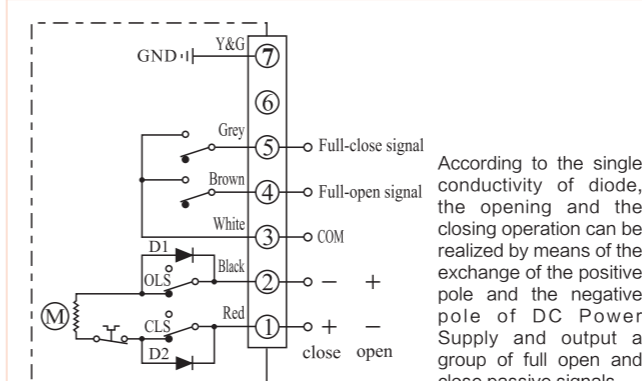 GND Y&G 7
6
Grey 5 Full-close signal
Brown 4 Full-open signal
White 3 COM
D1
OLS Black 2 − +
M
CLS Red 1 + −
D2
close open
According to the single
conductivity of diode,
the opening and the
closing operation can be
realized by means of the
exchange of the positive
pole and the negative
pole of DC Power
Supply and output a
group of full open and
close passive signals